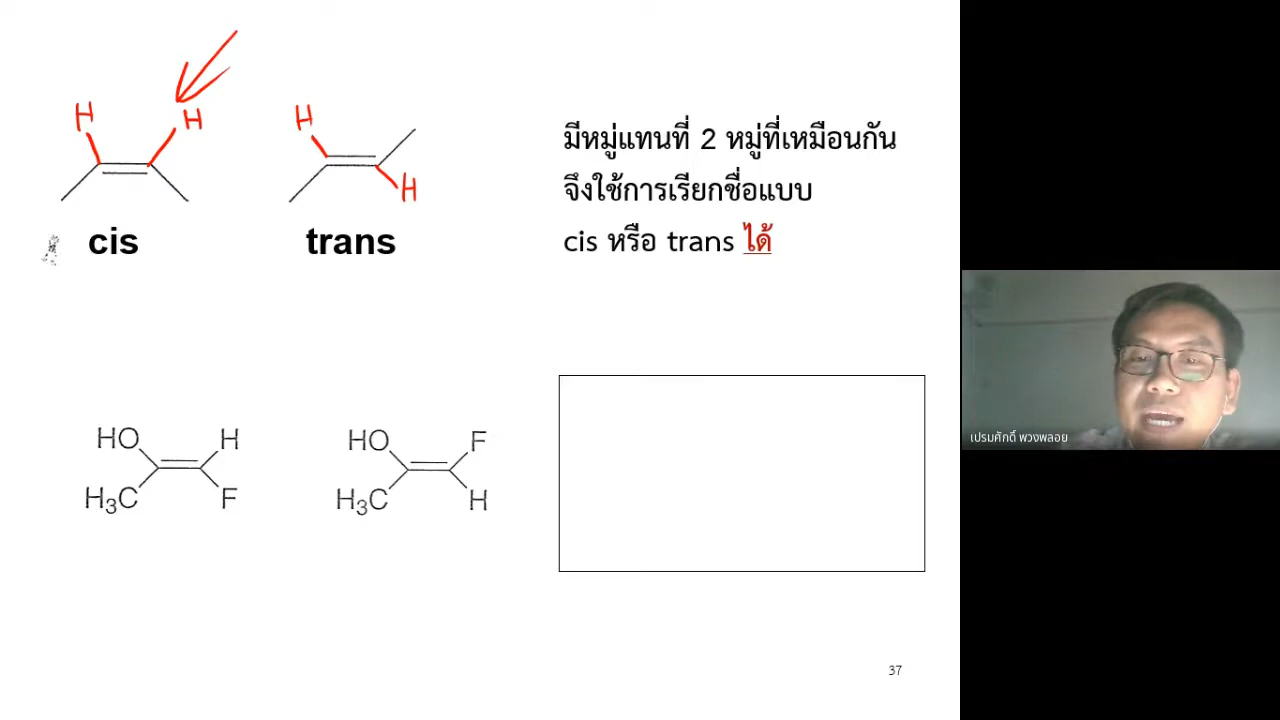 H H
H
H
cis trans
มีหมู่แทนที่ 2 หมู่ที่เหมือนกัน
จึงใช้การเรียกชื่อแบบ
cis หรือ trans ได้
HO H
H3C F
HO F
H3C H
37
เปรมศักดิ์ พวงพลอย